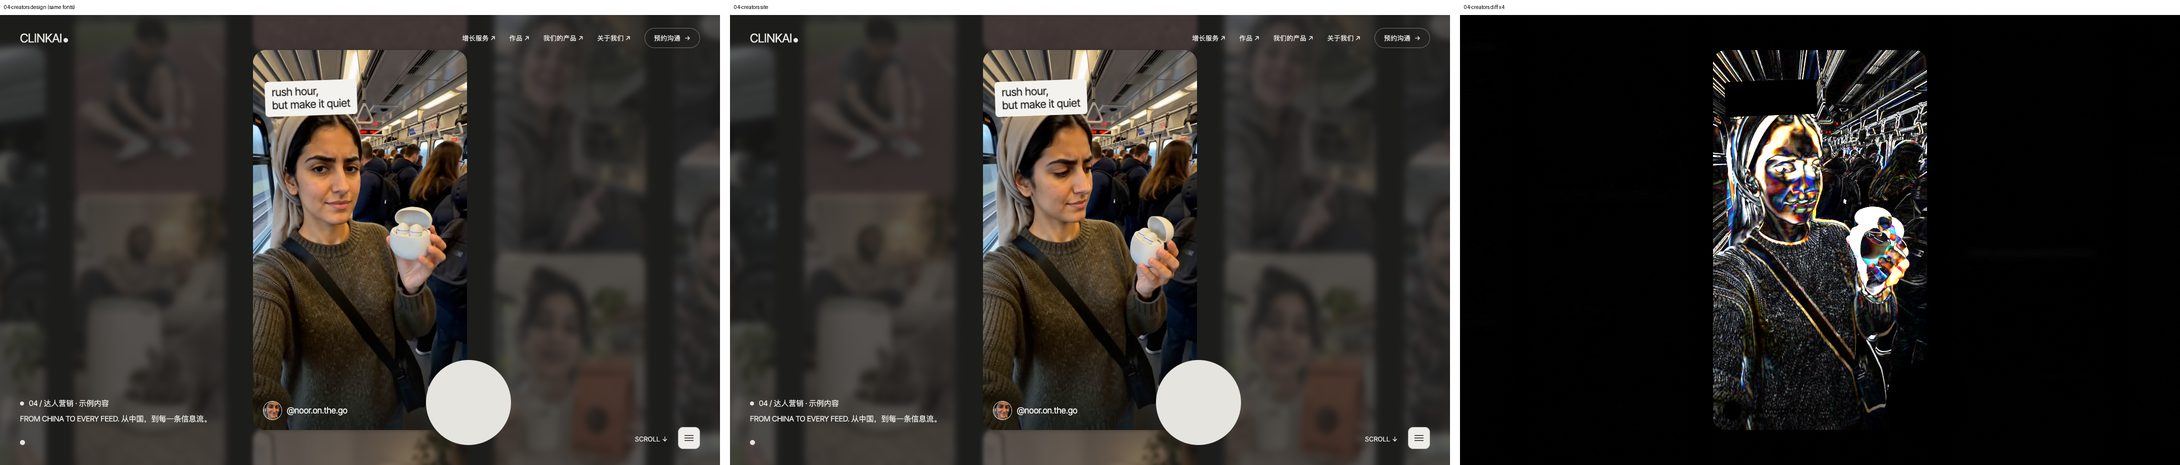 04-creators design (same fonts)
CLINKAI
增长服务 ↗ 作品 ↗ 我们的产品 ↗ 关于我们 ↗ 预约沟通 →
rush hour,
but make it quiet
@noor.on.the.go
04 / 达人营销 · 示例内容
FROM CHINA TO EVERY FEED. 从中国，到每一条信息流。
SCROLL ↓
04-creators site
CLINKAI
增长服务 ↗ 作品 ↗ 我们的产品 ↗ 关于我们 ↗ 预约沟通 →
rush hour,
but make it quiet
@noor.on.the.go
04 / 达人营销 · 示例内容
FROM CHINA TO EVERY FEED. 从中国，到每一条信息流。
SCROLL ↓
04-creators diff x4